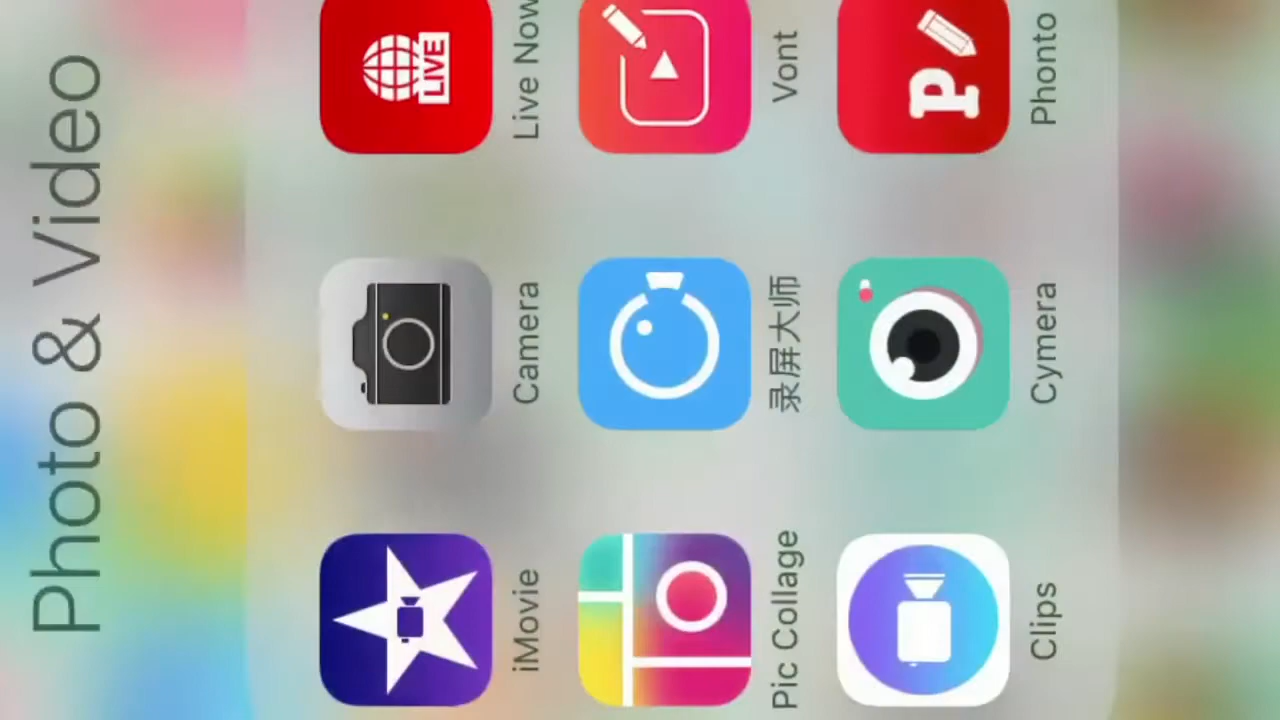 Photo & Video
iMovie
Camera
LIVE
Live Now
Pic Collage
录屏大师
Vont
Clips
Cymera
P
Phonto